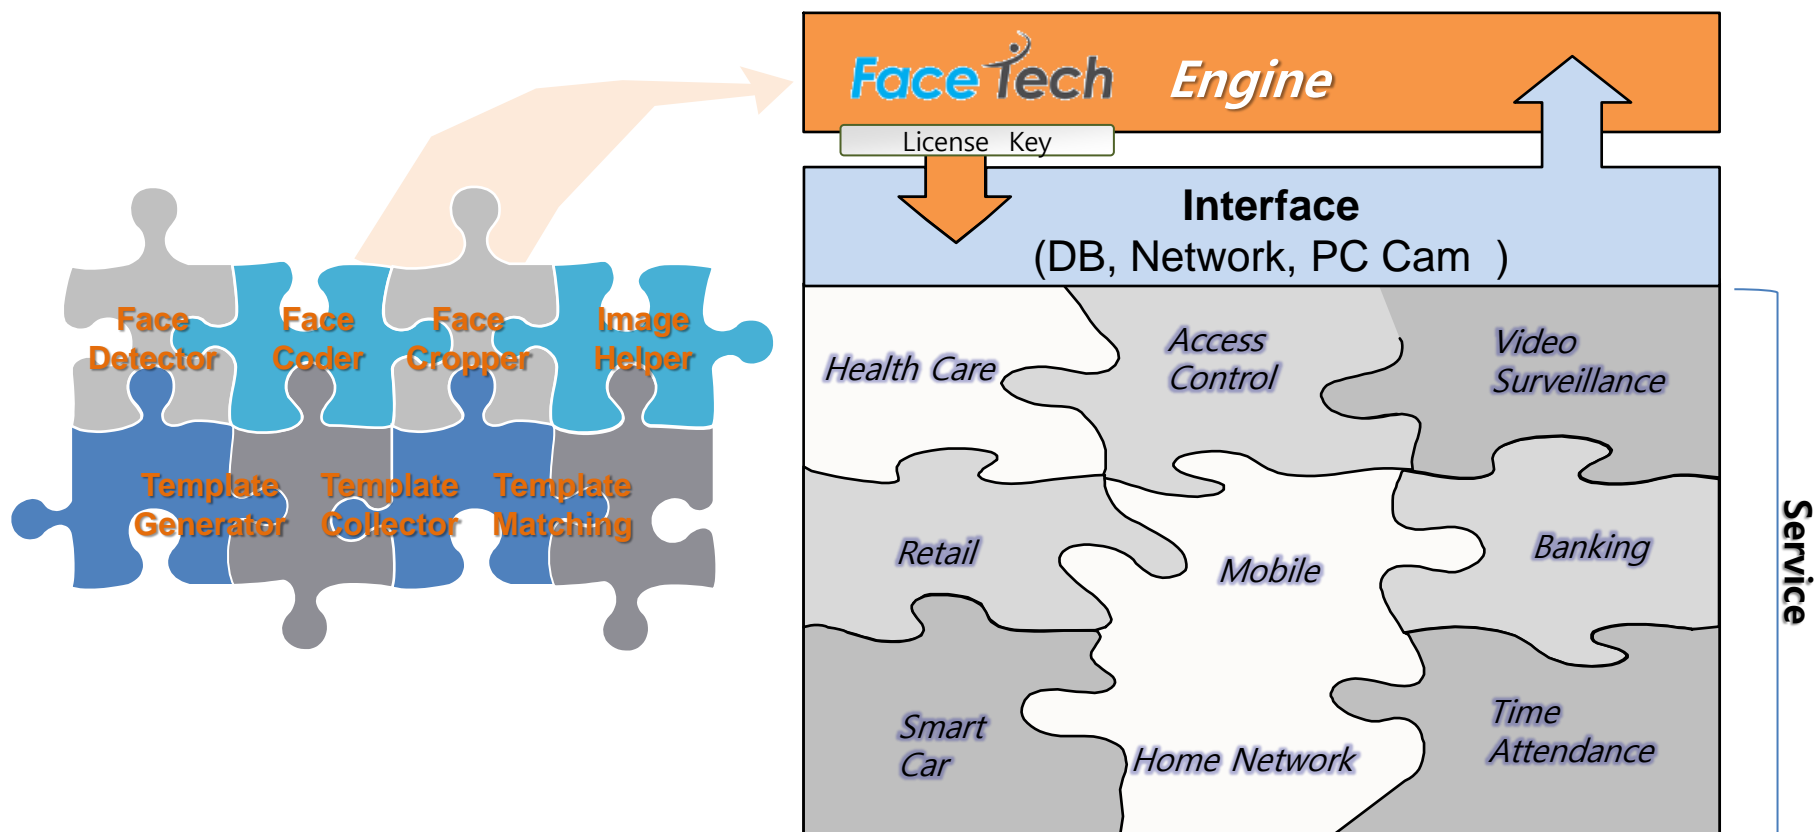 FaceTech Engine
License Key
Interface
(DB, Network, PC Cam )
Face
Detector
Face
Coder
Face
Cropper
Image
Helper
Template
Generator
Template
Collector
Template
Matching
Health Care
Access
Control
Video
Surveillance
Retail
Mobile
Banking
Smart
Car
Home Network
Time
Attendance
Service